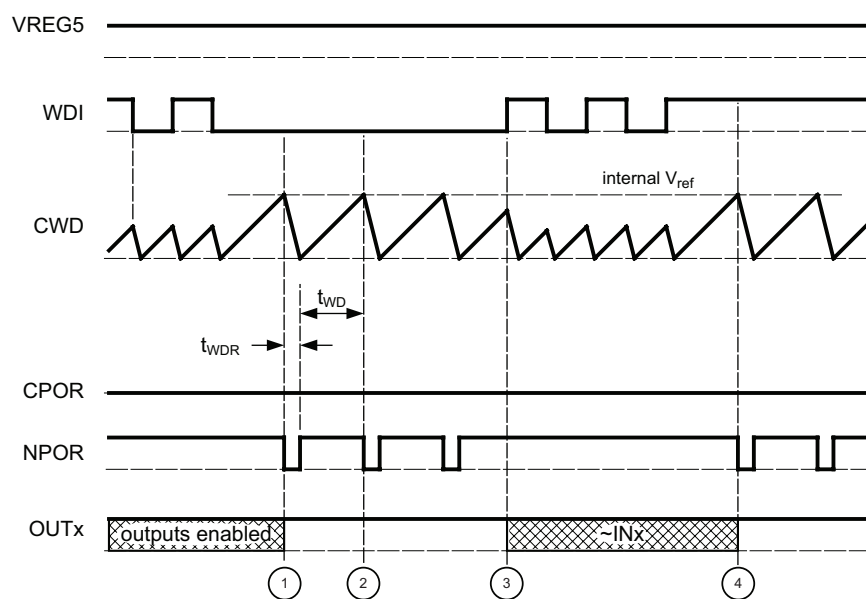 VREG5
WDI
internal Vref
CWD
tWD
tWDR
CPOR
NPOR
OUTx
outputs enabled
~INx
1
2
3
4